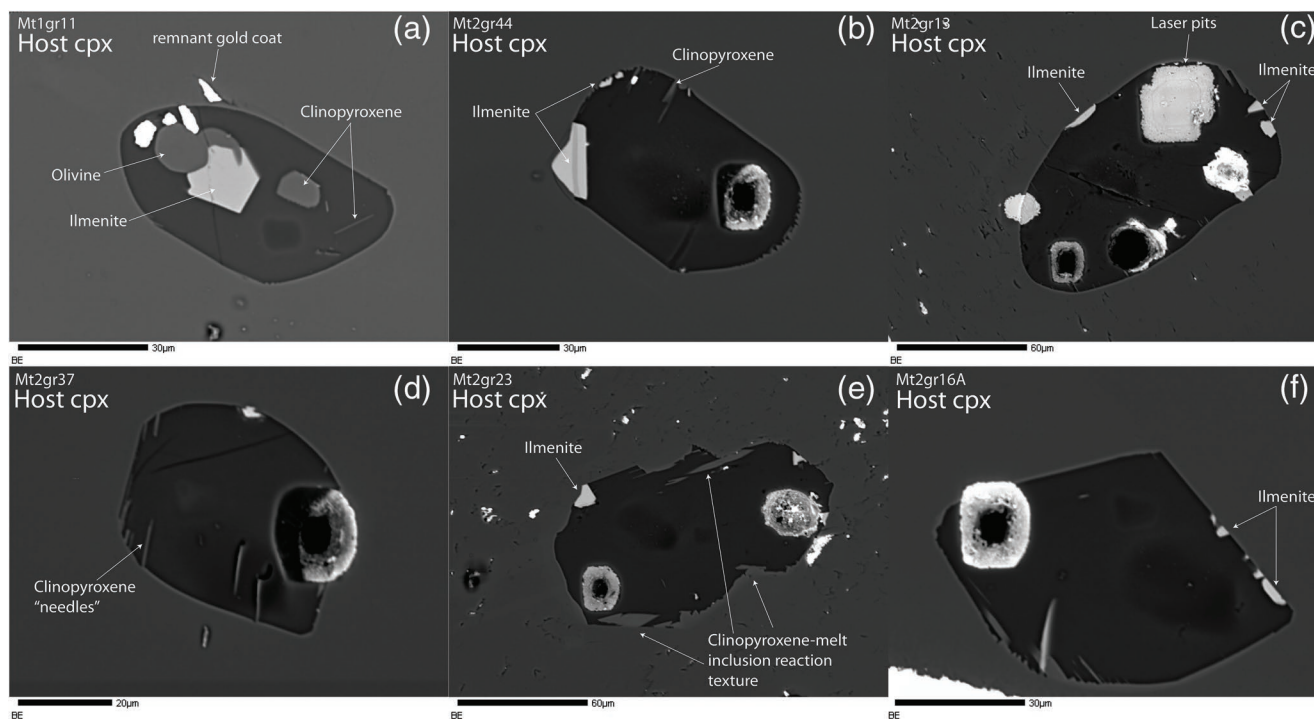 Mt1gr11
Host cpx
(a)
remnant gold coat
Clinopyroxene
Olivine
Ilmenite
30µm
BE
Mt2gr44
Host cpx
(b)
Clinopyroxene
Ilmenite
30µm
BE
Mt2gr13
Host cpx
(c)
Laser pits
Ilmenite
Ilmenite
60µm
BE
Mt2gr37
Host cpx
(d)
Clinopyroxene
"needles"
20µm
BE
Mt2gr23
Host cpx
(e)
Ilmenite
Clinopyroxene-melt
inclusion reaction
texture
60µm
BE
Mt2gr16A
Host cpx
(f)
Ilmenite
30µm
BE